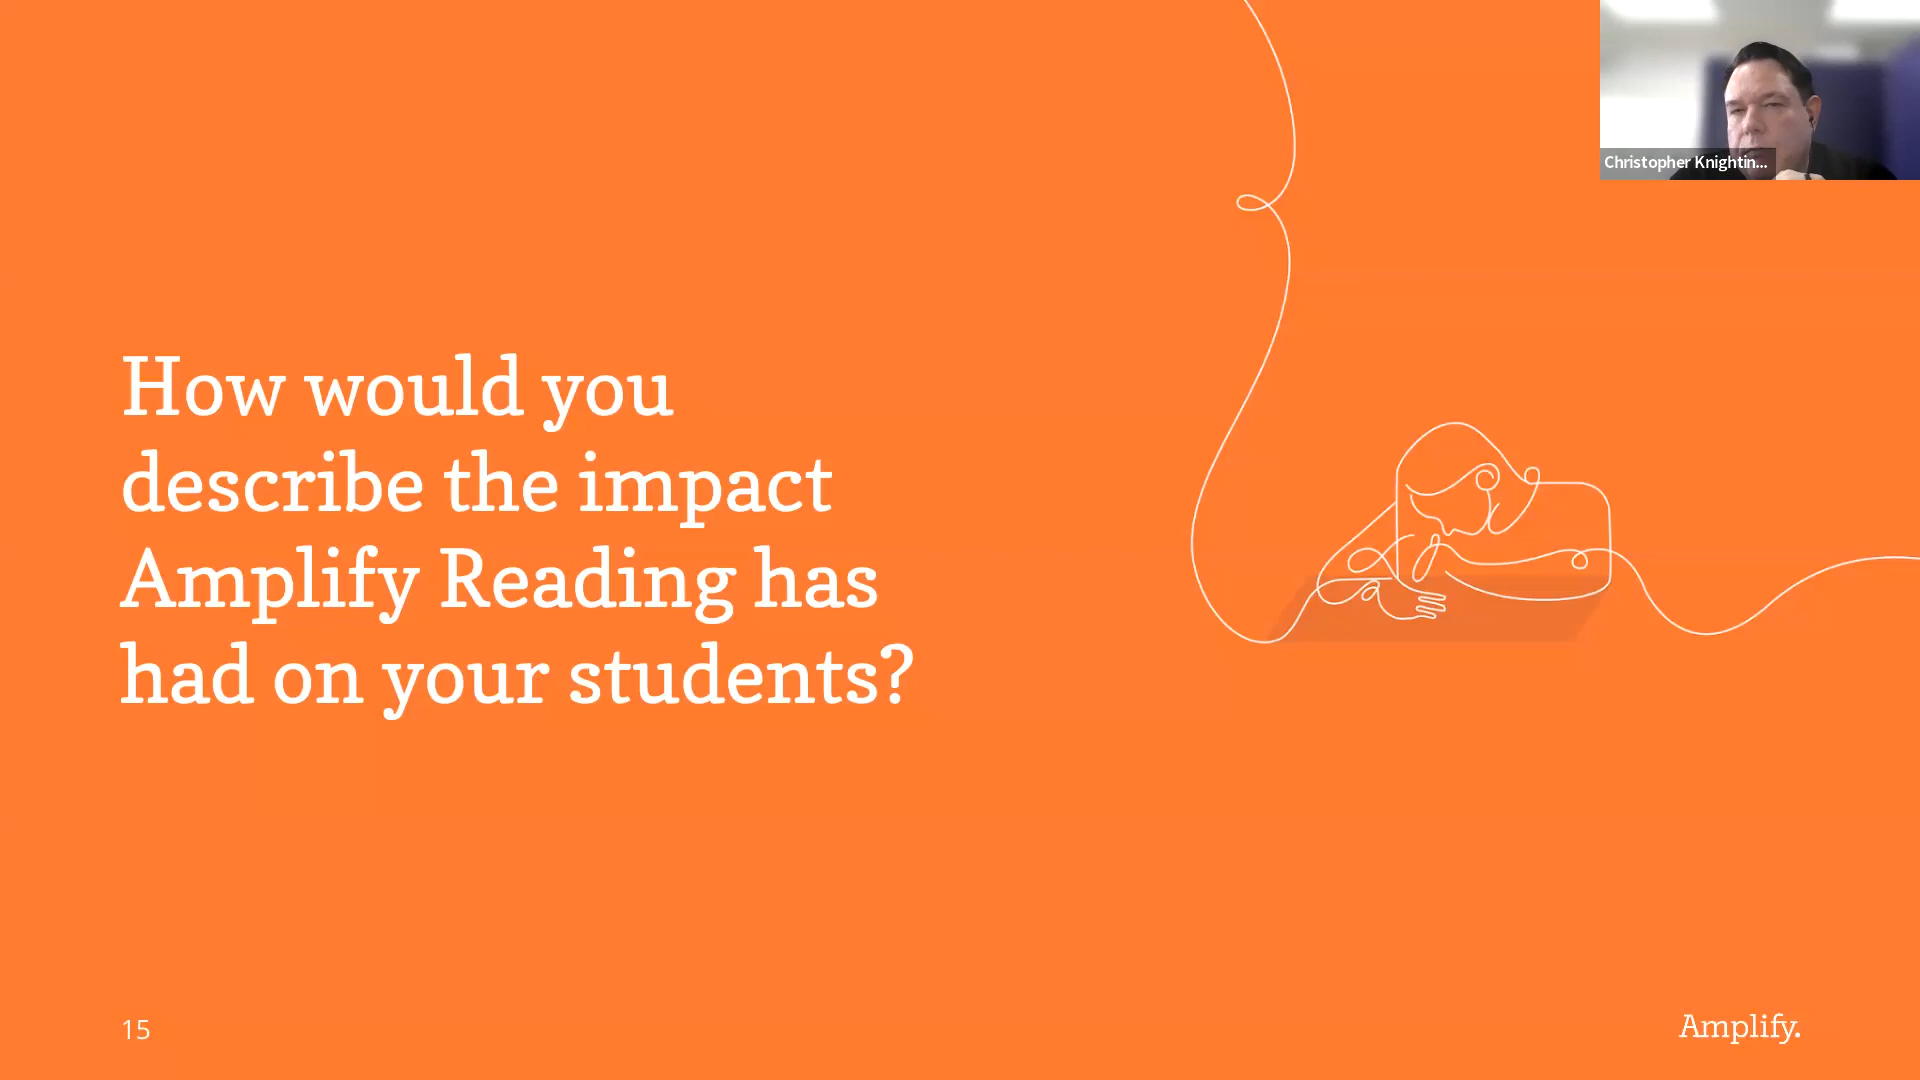 Christopher Knightin...
How would you
describe the impact
Amplify Reading has
had on your students?
15
Amplify.